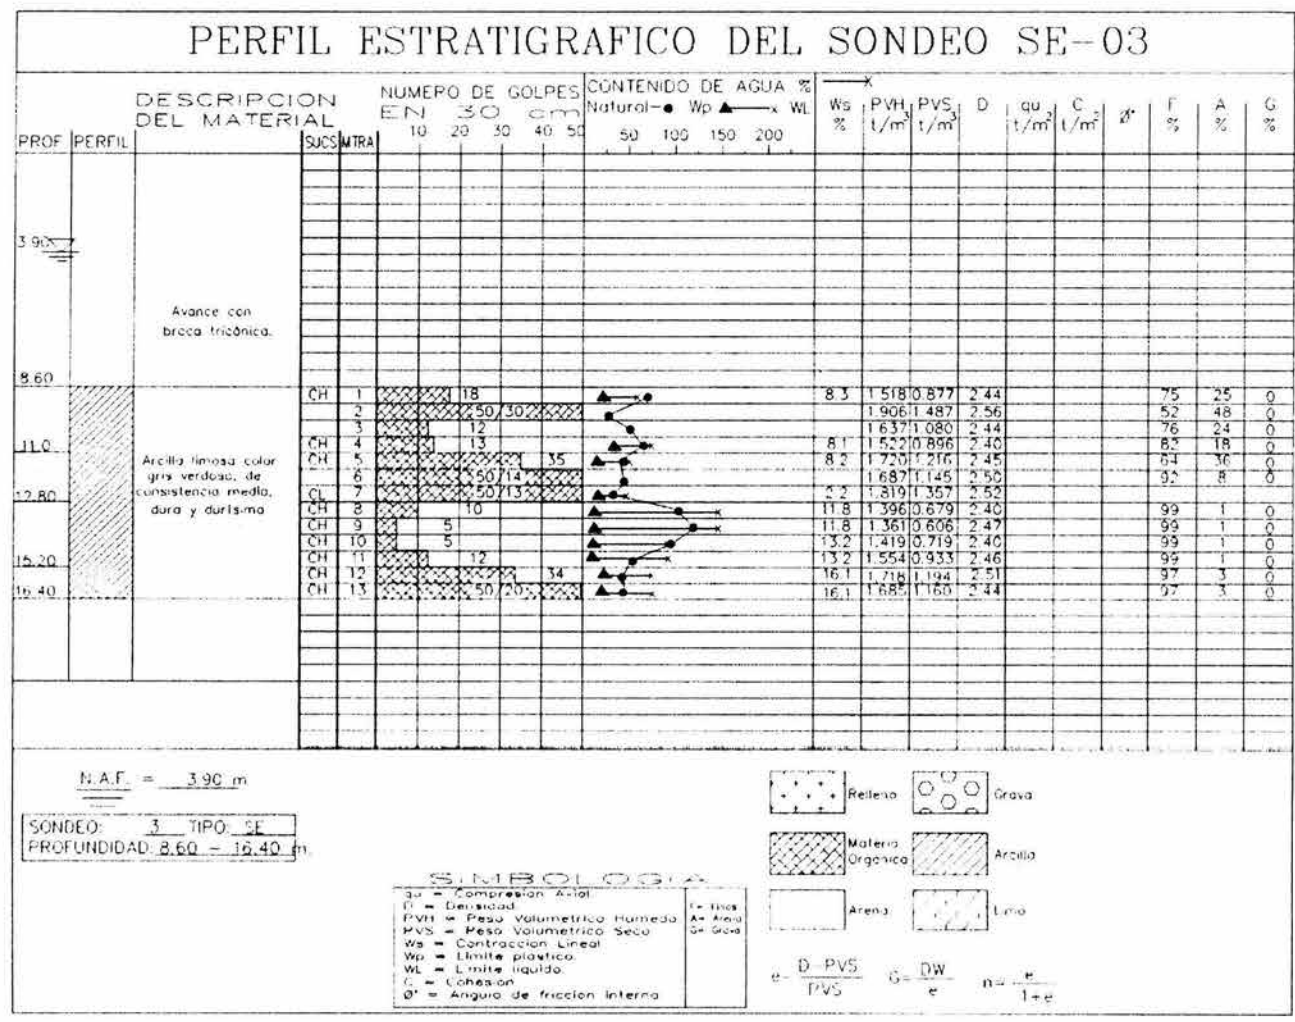 PERFIL ESTRATIGRAFICO DEL SONDEO SE-03
PROF PERFIL
DESCRIPCION
DEL MATERIAL
SUCS MTRA
NUMERO DE GOLPES
EN 30 cm
10 20 30 40 50
CONTENIDO DE AGUA %
Natural Wp WL
50 100 150 200
Ws % PVH t/m³ PVS t/m³ D qu t/m² C t/m² Ø° F % A % G %
3.90
Avance con
broca tricónica.
8.60
CH 1 18 8.3 1.518 0.877 2.44 75 25 0
2 50/30 1.906 1.487 2.56 52 48 0
3 12 1.637 1.080 2.44 76 24 0
11.0 CH 4 13 8.1 1.522 0.896 2.40 82 18 0
CH 5 35 8.2 1.720 1.216 2.45 64 36 0
6 50/14 1.687 1.145 2.50 92 8 0
12.80 CL 7 50/13 2.2 1.819 1.357 2.52
CH 8 10 11.8 1.396 0.679 2.40 99 1 0
CH 9 5 11.8 1.361 0.606 2.47 99 1 0
CH 10 5 13.2 1.419 0.719 2.40 99 1 0
15.20 CH 11 12 13.2 1.554 0.933 2.46 99 1 0
CH 12 34 16.1 1.718 1.194 2.51 97 3 0
16.40 CH 13 50/20 16.1 1.685 1.160 2.44 97 3 0
Arcilla limosa color
gris verdoso, de
consistencia media,
dura y durísima
N.A.F. = 3.90 m
SONDEO: 3 TIPO: SE
PROFUNDIDAD: 8.60 - 16.40 m.
Relleno Grava
Materia
Orgánica Arcilla
Arena Limo
SIMBOLOGIA
qu = Compresion Axial
D = Densidad
PVH = Peso Volumetrico Humedo
PVS = Peso Volumetrico Seco
Ws = Contraccion Lineal
Wp = Limite plastico
WL = Limite liquido
C = Cohesion
Ø° = Angulo de friccion Interna
F= Finos
A= Arena
G= Grava
e= D-PVS / PVS G= DW / e n= e / 1+e